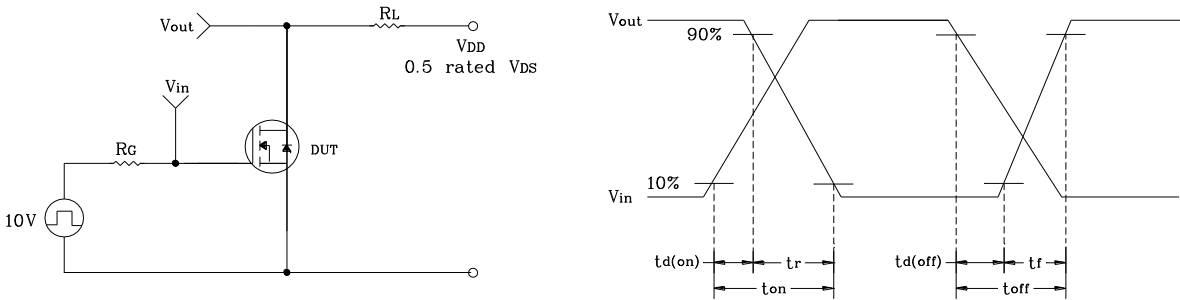 Vout
RL
VDD
0.5 rated VDS
Vin
RG
DUT
10V
Vout
90%
10%
Vin
td(on)
tr
td(off)
tf
ton
toff